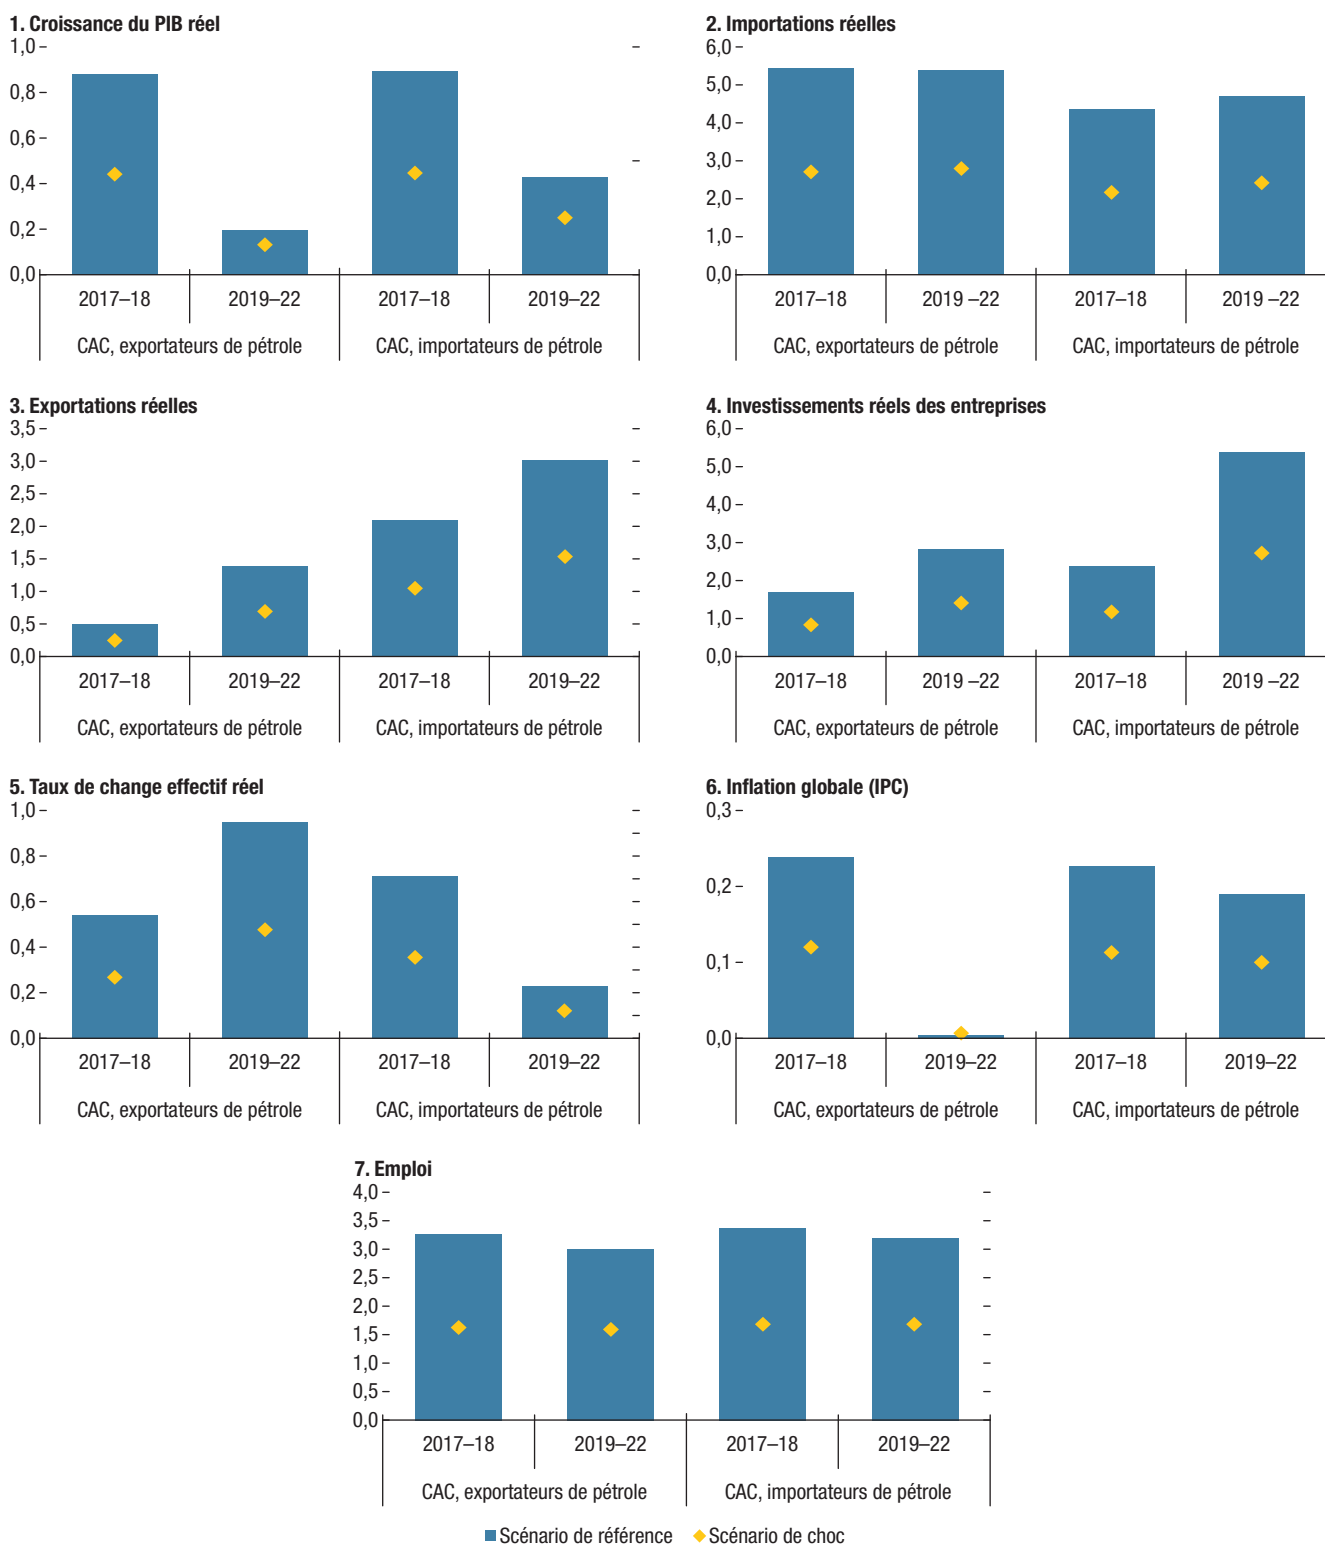 1. Croissance du PIB réel
1,0
0,8
0,6
0,4
0,2
0,0
2017–18 2019–22 2017–18 2019–22
CAC, exportateurs de pétrole CAC, importateurs de pétrole
2. Importations réelles
6,0
5,0
4,0
3,0
2,0
1,0
0,0
2017–18 2019 –22 2017–18 2019 –22
CAC, exportateurs de pétrole CAC, importateurs de pétrole
3. Exportations réelles
3,5
3,0
2,5
2,0
1,5
1,0
0,5
0,0
2017–18 2019–22 2017–18 2019–22
CAC, exportateurs de pétrole CAC, importateurs de pétrole
4. Investissements réels des entreprises
6,0
5,0
4,0
3,0
2,0
1,0
0,0
2017–18 2019 –22 2017–18 2019 –22
CAC, exportateurs de pétrole CAC, importateurs de pétrole
5. Taux de change effectif réel
1,0
0,8
0,6
0,4
0,2
0,0
2017–18 2019–22 2017–18 2019–22
CAC, exportateurs de pétrole CAC, importateurs de pétrole
6. Inflation globale (IPC)
0,3
0,2
0,1
0,0
2017–18 2019–22 2017–18 2019–22
CAC, exportateurs de pétrole CAC, importateurs de pétrole
7. Emploi
4,0
3,5
3,0
2,5
2,0
1,5
1,0
0,5
0,0
2017–18 2019–22 2017–18 2019–22
CAC, exportateurs de pétrole CAC, importateurs de pétrole
Scénario de référence Scénario de choc